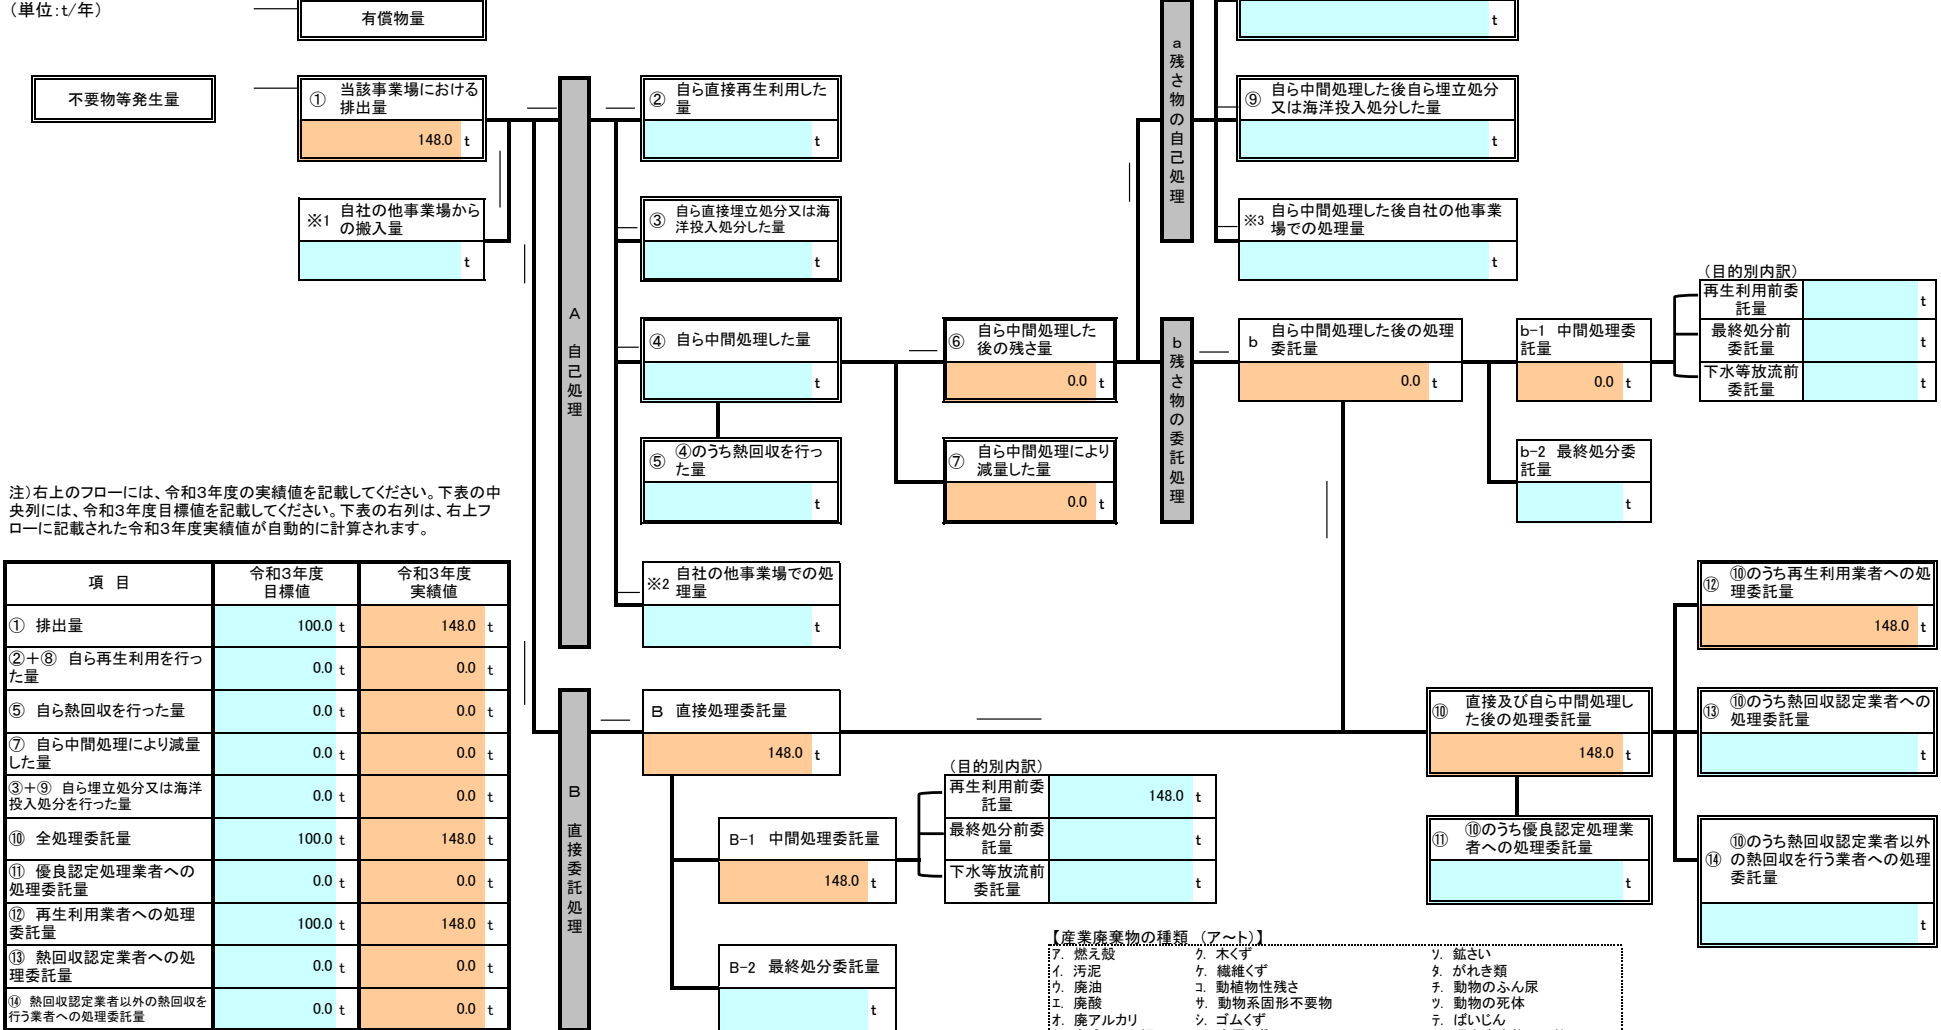 （単位：ｔ/年）
有償物量
t
不要物等発生量
① 当該事業場における
排出量
148.0 t
※1 自社の他事業場から
の搬入量
t
A 自己処理
② 自ら直接再生利用した
量
t
③ 自ら直接埋立処分又は海
洋投入処分した量
t
④ 自ら中間処理した量
t
⑤ ④のうち熱回収を行っ
た量
t
※2 自社の他事業場での処
理量
t
⑥ 自ら中間処理した
後の残さ量
0.0 t
⑦ 自ら中間処理により
減量した量
0.0 t
a 残さ物の自己処理
⑨ 自ら中間処理した後自ら埋立処分
又は海洋投入処分した量
t
※3 自ら中間処理した後自社の他事業
場での処理量
t
b 残さ物の委託処理
b 自ら中間処理した後の処理
委託量
0.0 t
b-1 中間処理委
託量
0.0 t
b-2 最終処分委
託量
t
（目的別内訳）
再生利用前委
託量
t
最終処分前
委託量
t
下水等放流前
委託量
t
注）右上のフローには、令和3年度の実績値を記載してください。下表の中
央列には、令和3年度目標値を記載してください。下表の右列は、右上フ
ローに記載された令和3年度実績値が自動的に計算されます。
項 目 令和3年度
目標値 令和3年度
実績値
① 排出量 100.0 t 148.0 t
②＋⑧ 自ら再生利用を行っ
た量 0.0 t 0.0 t
⑤ 自ら熱回収を行った量 0.0 t 0.0 t
⑦ 自ら中間処理により減量
した量 0.0 t 0.0 t
③＋⑨ 自ら埋立処分又は海洋
投入処分を行った量 0.0 t 0.0 t
⑩ 全処理委託量 100.0 t 148.0 t
⑪ 優良認定処理業者への
処理委託量 0.0 t 0.0 t
⑫ 再生利用業者への処理
委託量 100.0 t 148.0 t
⑬ 熱回収認定業者への処
理委託量 0.0 t 0.0 t
⑭ 熱回収認定業者以外の熱回収を
行う業者への処理委託量 0.0 t 0.0 t
B 直接委託処理
B 直接処理委託量
148.0 t
B-1 中間処理委託量
148.0 t
B-2 最終処分委託量
t
（目的別内訳）
再生利用前委
託量
148.0 t
最終処分前委
託量
t
下水等放流前
委託量
t
⑩ 直接及び自ら中間処理し
た後の処理委託量
148.0 t
⑪ ⑩のうち優良認定処理業
者への処理委託量
t
⑫ ⑩のうち再生利用業者への処
理委託量
148.0 t
⑬ ⑩のうち熱回収認定業者への
処理委託量
t
⑭ ⑩のうち熱回収認定業者以外
の熱回収を行う業者への処理
委託量
t
【産業廃棄物の種類 （ア～ト）】
ア. 燃え殻 ク. 木くず ソ. 鉱さい
イ. 汚泥 ケ. 繊維くず タ. がれき類
ウ. 廃油 コ. 動植物性残さ チ. 動物のふん尿
エ. 廃酸 サ. 動物系固形不要物 ツ. 動物の死体
オ. 廃アルカリ シ. ゴムくず テ. ばいじん